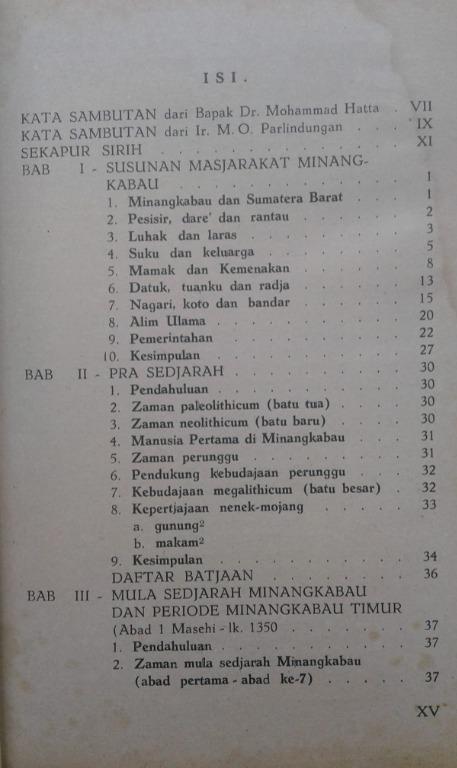 ISI.
KATA SAMBUTAN dari Bapak Dr. Mohammad Hatta . VII
KATA SAMBUTAN dari Ir. M. O. Parlindungan . . . IX
SEKAPUR SIRIH . . . . . . . . . . . . XI
BAB I - SUSUNAN MASJARAKAT MINANG-
KABAU . . . . . . . . . . 1
1. Minangkabau dan Sumatera Barat . . . 1
2. Pesisir, dare' dan rantau . . . . . 2
3. Luhak dan laras . . . . . . . . 3
4. Suku dan keluarga . . . . . . . 5
5. Mamak dan Kemenakan . . . . . 8
6. Datuk, tuanku dan radja . . . . . 13
7. Nagari, koto dan bandar . . . . . 15
8. Alim Ulama . . . . . . . . . 20
9. Pemerintahan . . . . . . . . 22
10. Kesimpulan . . . . . . . . . 27
BAB II - PRA SEDJARAH . . . . . . . . 30
1. Pendahuluan . . . . . . . . . 30
2. Zaman paleolithicum (batu tua) . . . . 30
3. Zaman neolithicum (batu baru) . . . . 30
4. Manusia Pertama di Minangkabau . . . 31
5. Zaman perunggu . . . . . . . . 31
6. Pendukung kebudajaan perunggu . . . 32
7. Kebudajaan megalithicum (batu besar) . 32
8. Kepertjajaan nenek-mojang . . . . . 33
a. gunung2
b. makam2
9. Kesimpulan . . . . . . . . . 34
DAFTAR BATJAAN . . . . . . . . 36
BAB III - MULA SEDJARAH MINANGKABAU
DAN PERIODE MINANGKABAU TIMUR
(Abad 1 Masehi - lk. 1350 . . . . . . . 37
1. Pendahuluan . . . . . . . . . 37
2. Zaman mula sedjarah Minangkabau
(abad pertama - abad ke-7) . . . . . 37
XV